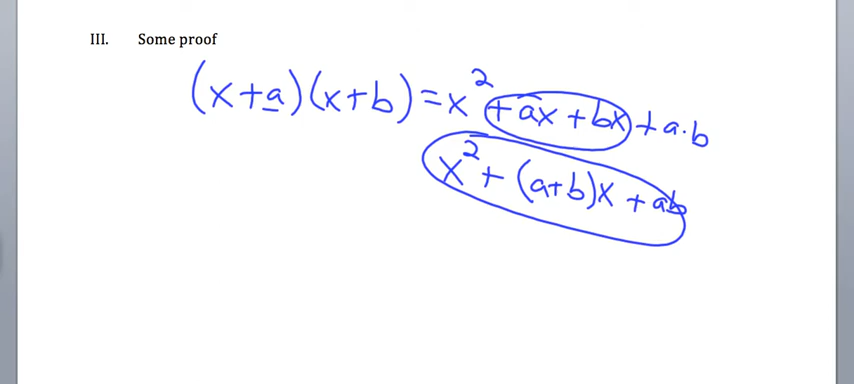 III. Some proof
(x+a)(x+b)=x²+ax+bx+a·b
x²+(a+b)x+ab